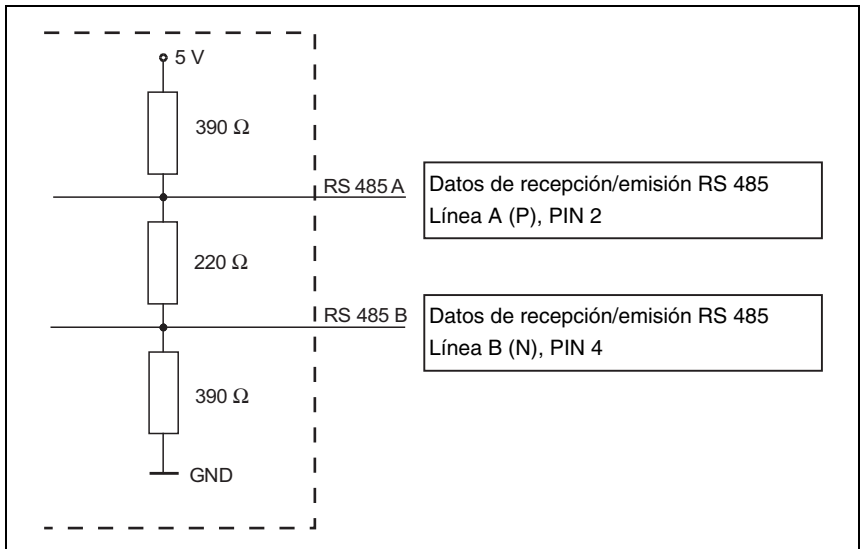 5 V
390 Ω
RS 485 A
Datos de recepción/emisión RS 485
Línea A (P), PIN 2
220 Ω
RS 485 B
Datos de recepción/emisión RS 485
Línea B (N), PIN 4
390 Ω
GND